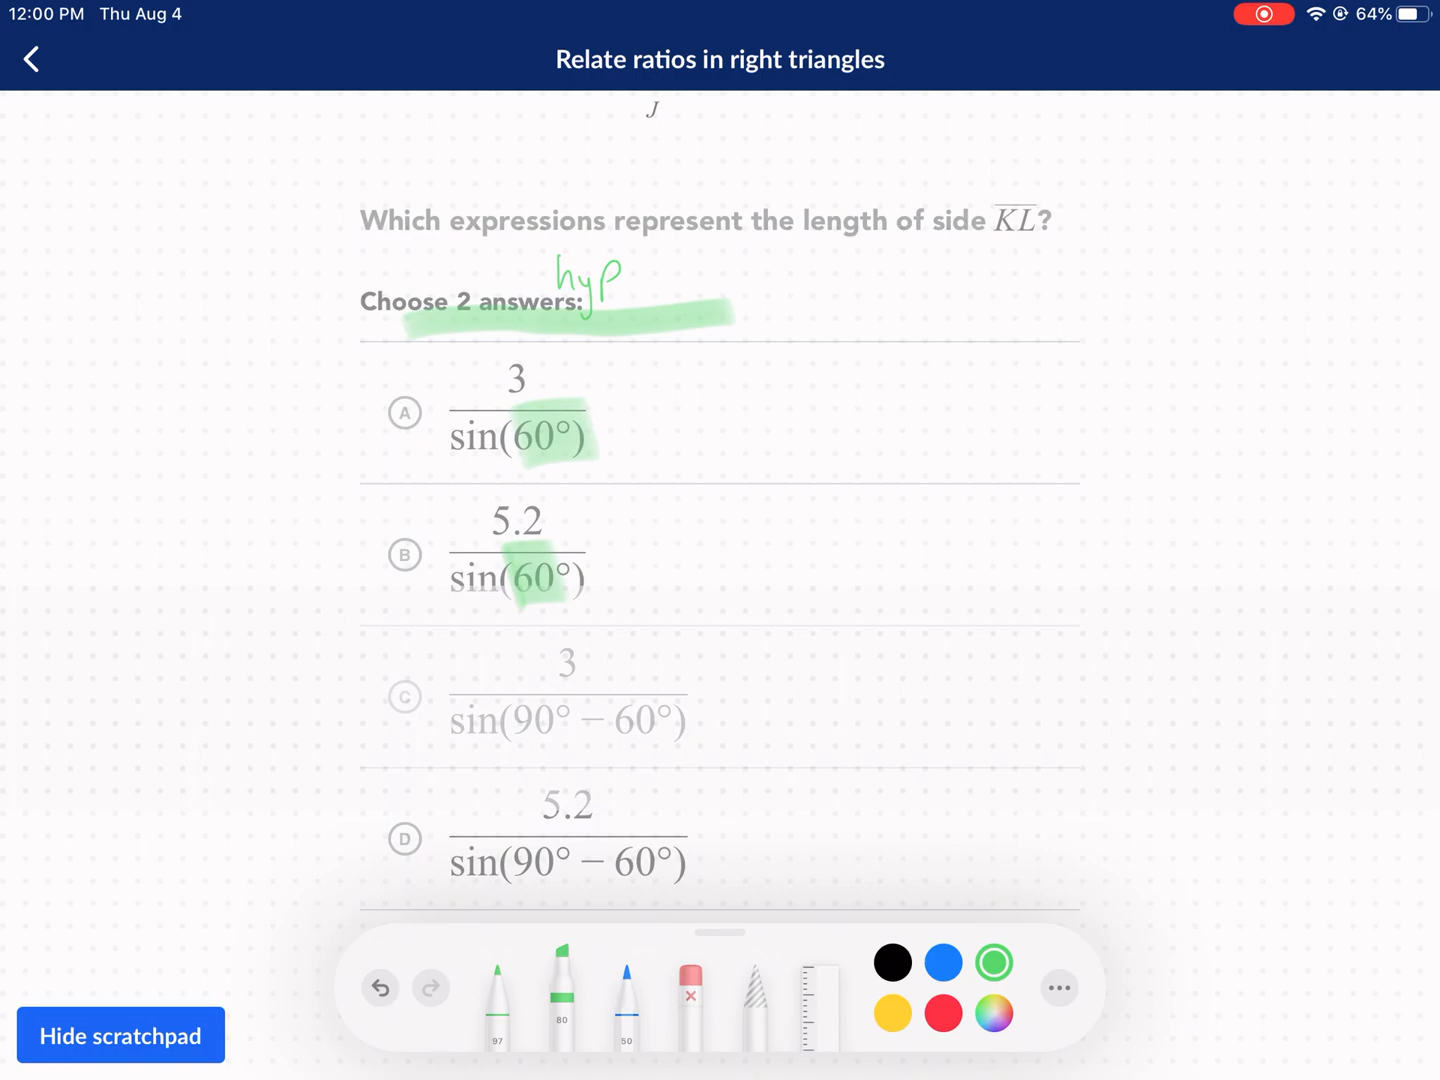 12:00 PM Thu Aug 4
64%
Relate ratios in right triangles
J
Which expressions represent the length of side KL?
hyp
Choose 2 answers:
A
3
sin(60°)
B
5.2
sin(60°)
C
3
sin(90° − 60°)
D
5.2
sin(90° − 60°)
97
80
50
Hide scratchpad